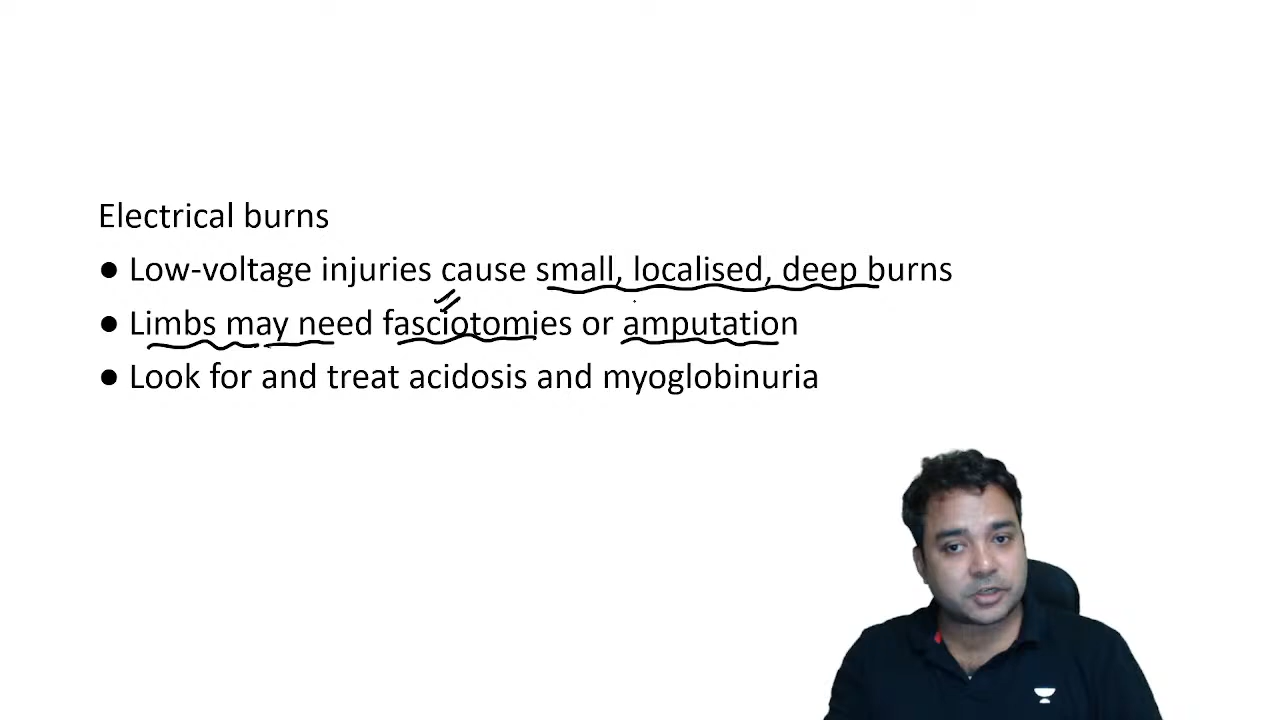 Electrical burns
● Low-voltage injuries cause small, localised, deep burns
● Limbs may need fasciotomies or amputation
● Look for and treat acidosis and myoglobinuria